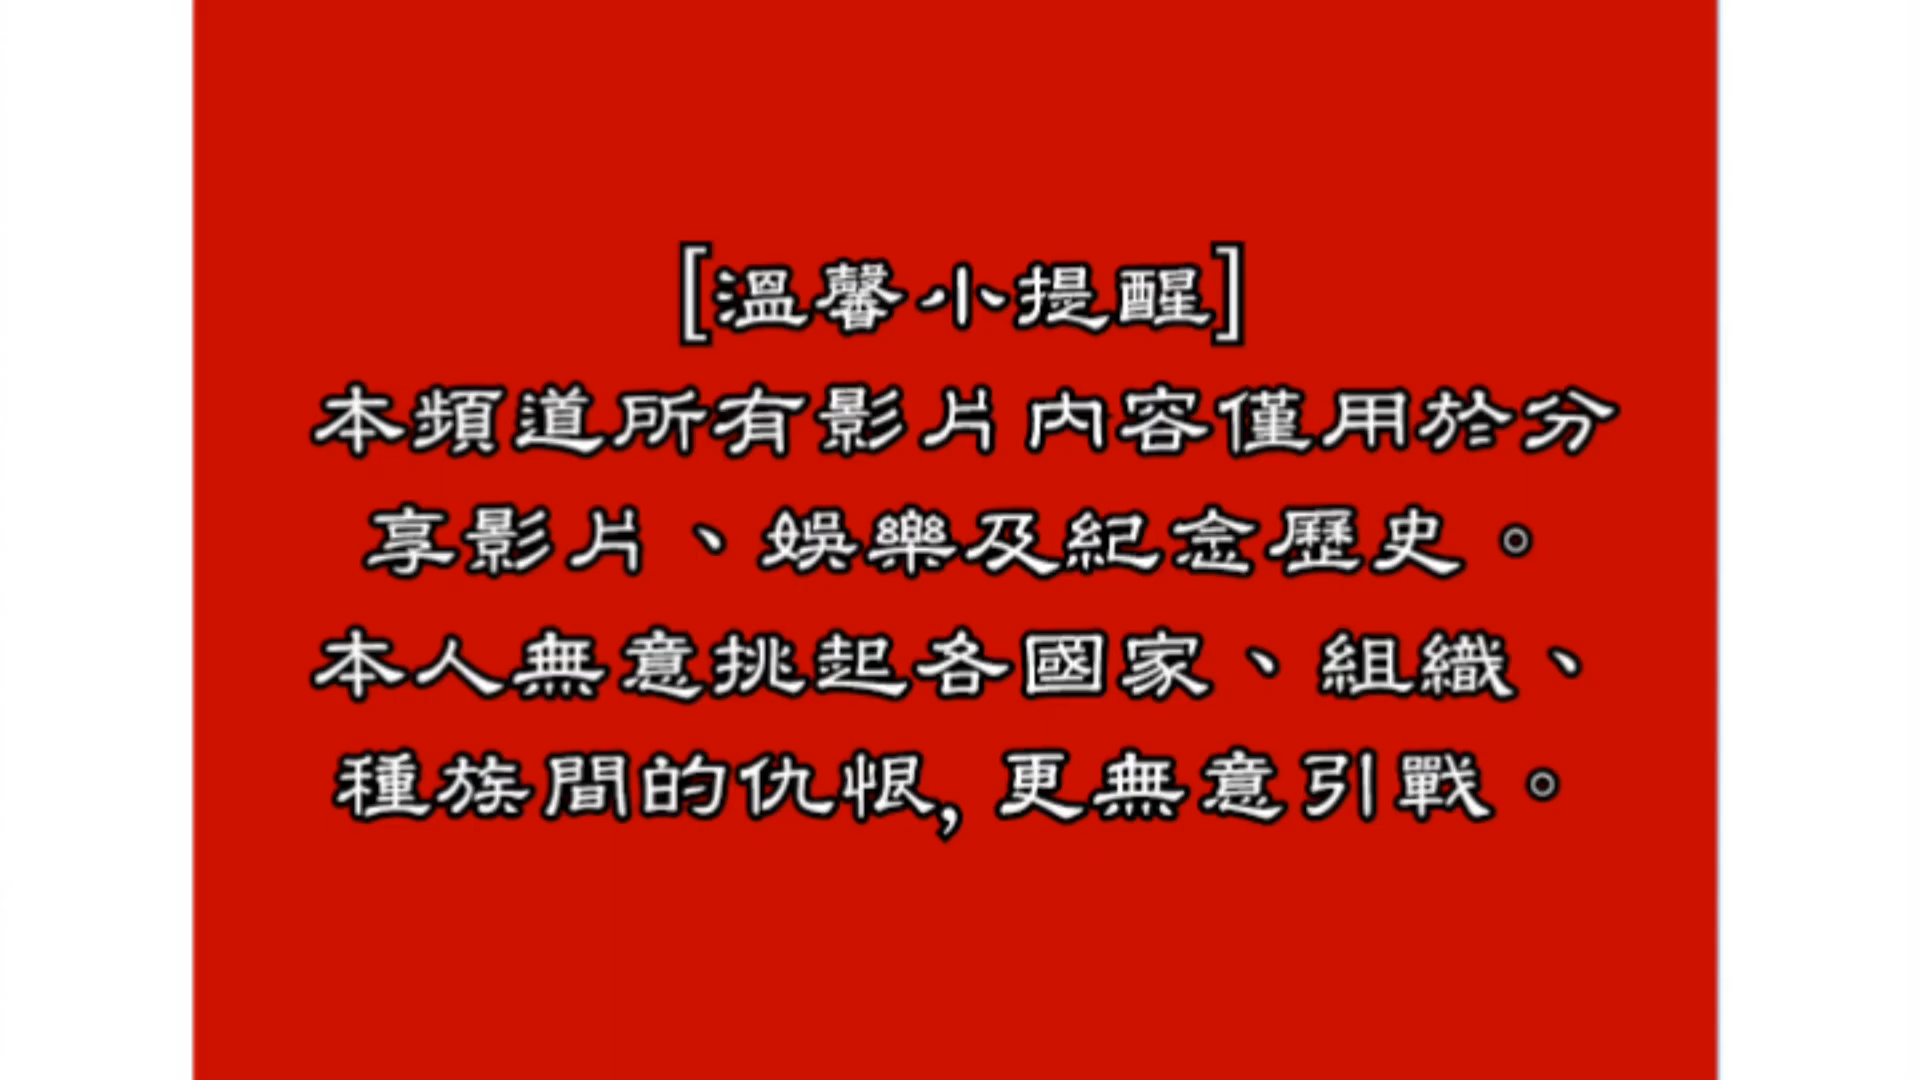 [溫馨小提醒]
本頻道所有影片內容僅用於分
享影片、娛樂及紀念歷史。
本人無意挑起各國家、組織、
種族間的仇恨, 更無意引戰。